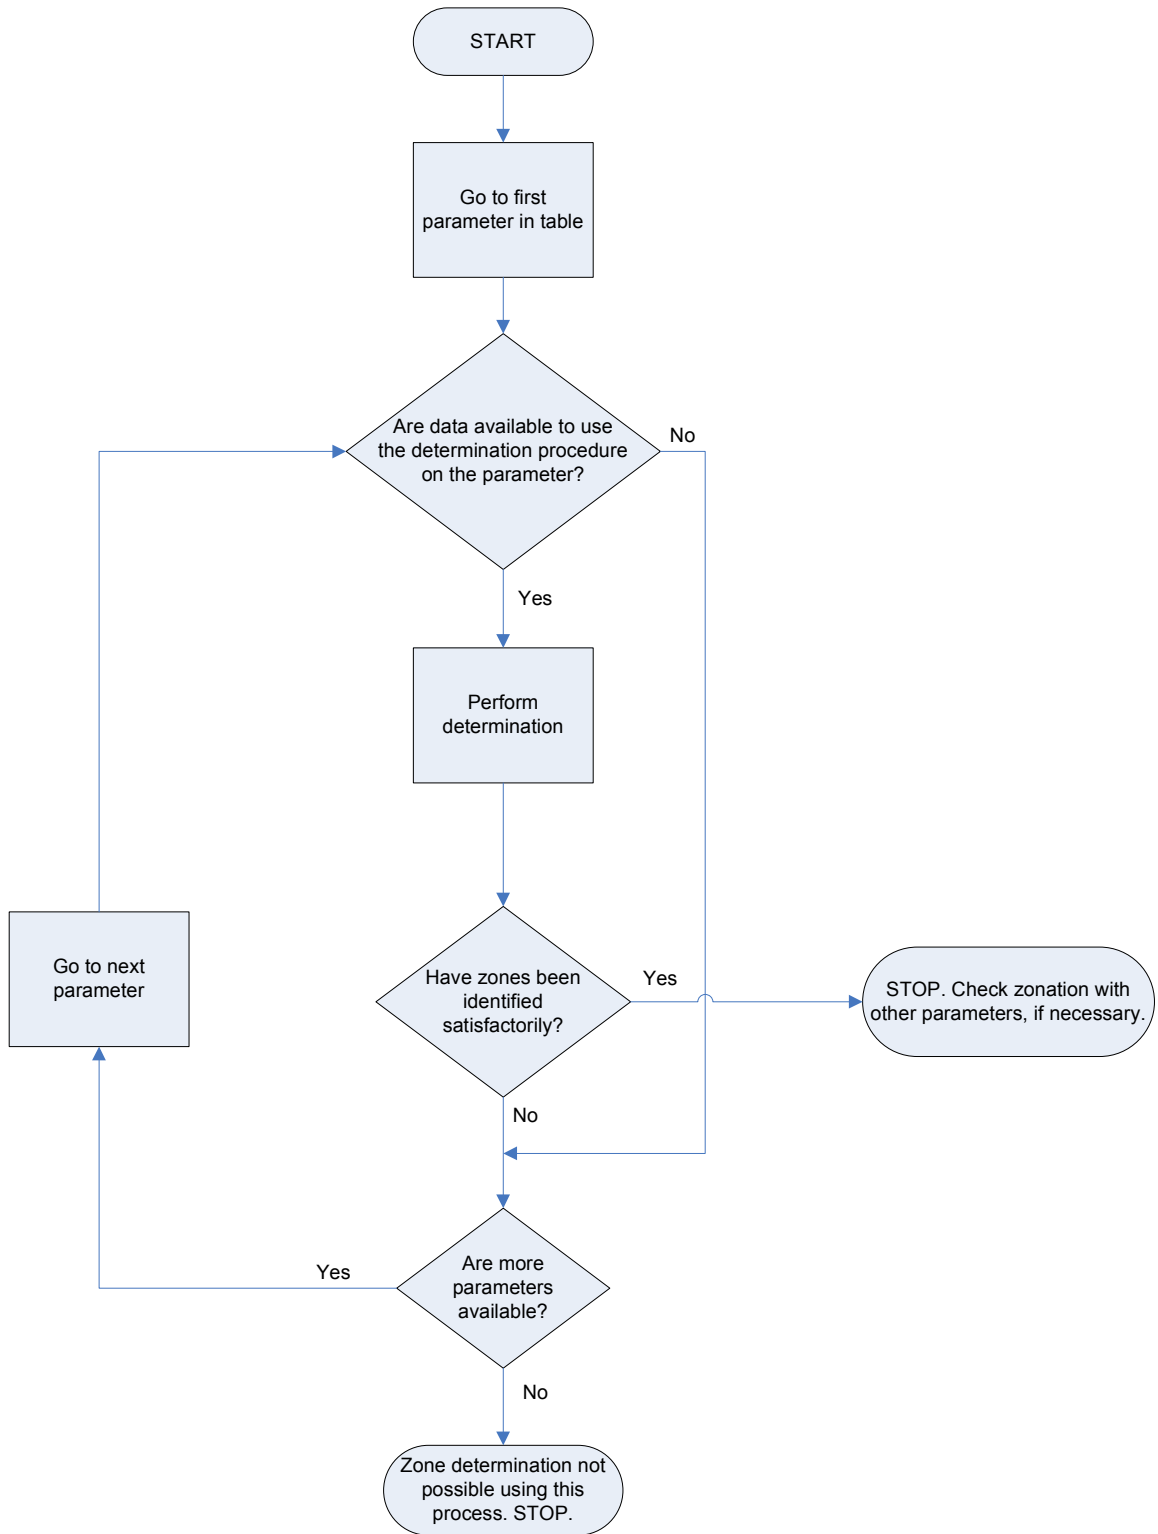 START
Go to first
parameter in table
Are data available to use
the determination procedure
on the parameter?
No
Yes
Perform
determination
Go to next
parameter
Have zones been
identified
satisfactorily?
Yes
STOP. Check zonation with
other parameters, if necessary.
No
Are more
parameters
available?
Yes
No
Zone determination not
possible using this
process. STOP.